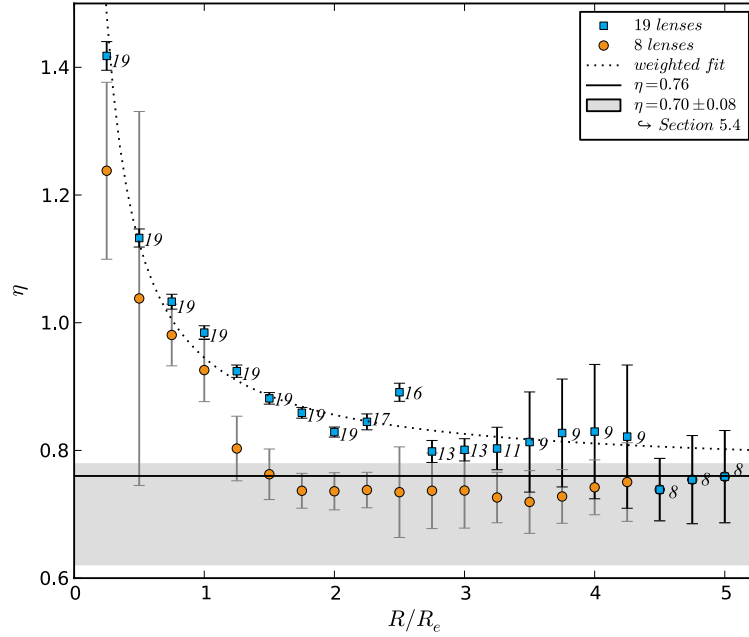 19 lenses
8 lenses
weighted fit
η=0.76
η=0.70±0.08
↪ Section 5.4
1.4
1.2
1.0
0.8
0.6
η
19
19
19
19
19
19
19
19
17
16
13
13
11
9
9
9
9
8
8
8
0 1 2 3 4 5
R/Rₑ